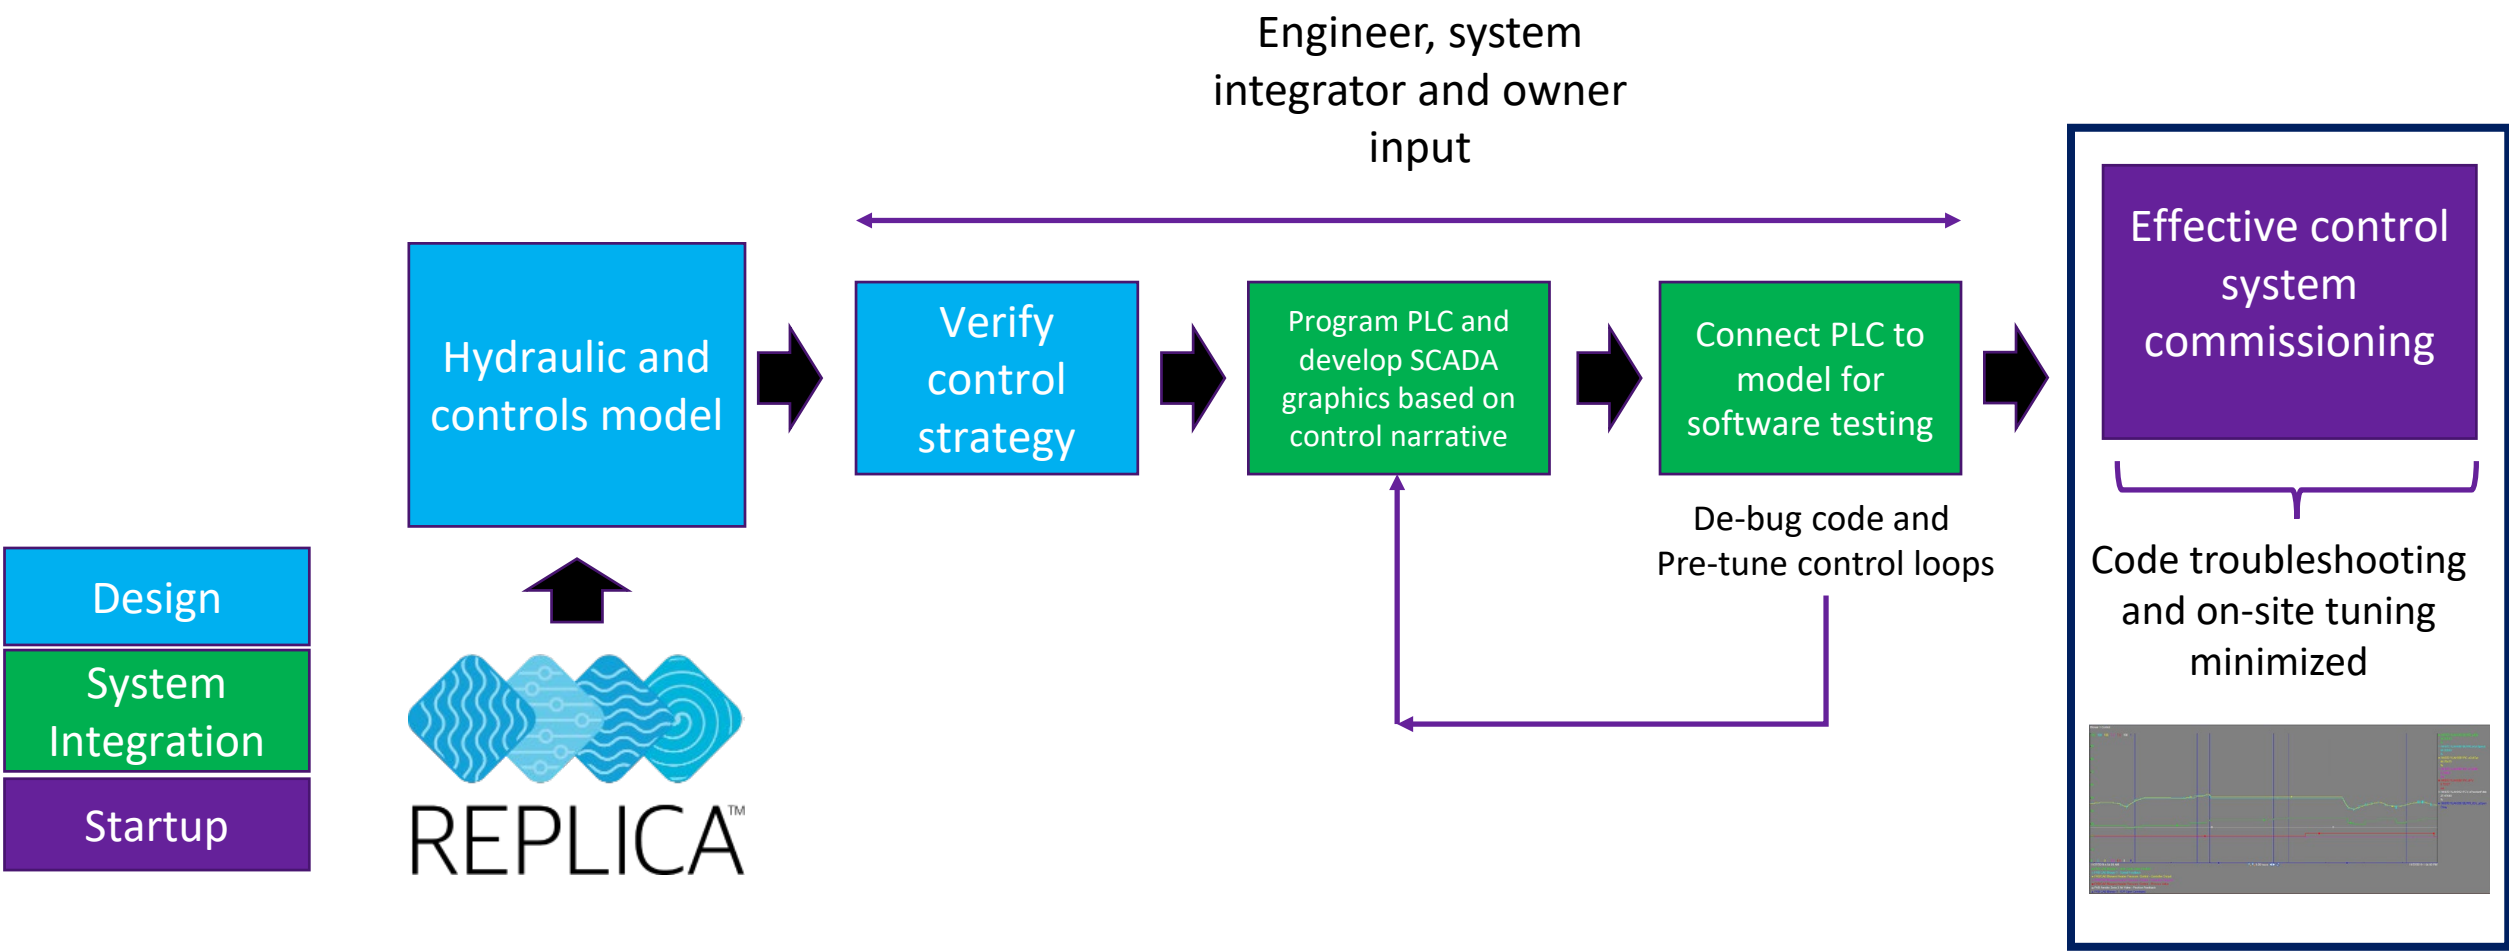 Engineer, system
integrator and owner
input
Hydraulic and
controls model
Verify
control
strategy
Program PLC and
develop SCADA
graphics based on
control narrative
Connect PLC to
model for
software testing
Effective control
system
commissioning
De-bug code and
Pre-tune control loops
Code troubleshooting
and on-site tuning
minimized
Design
System
Integration
Startup
REPLICA™